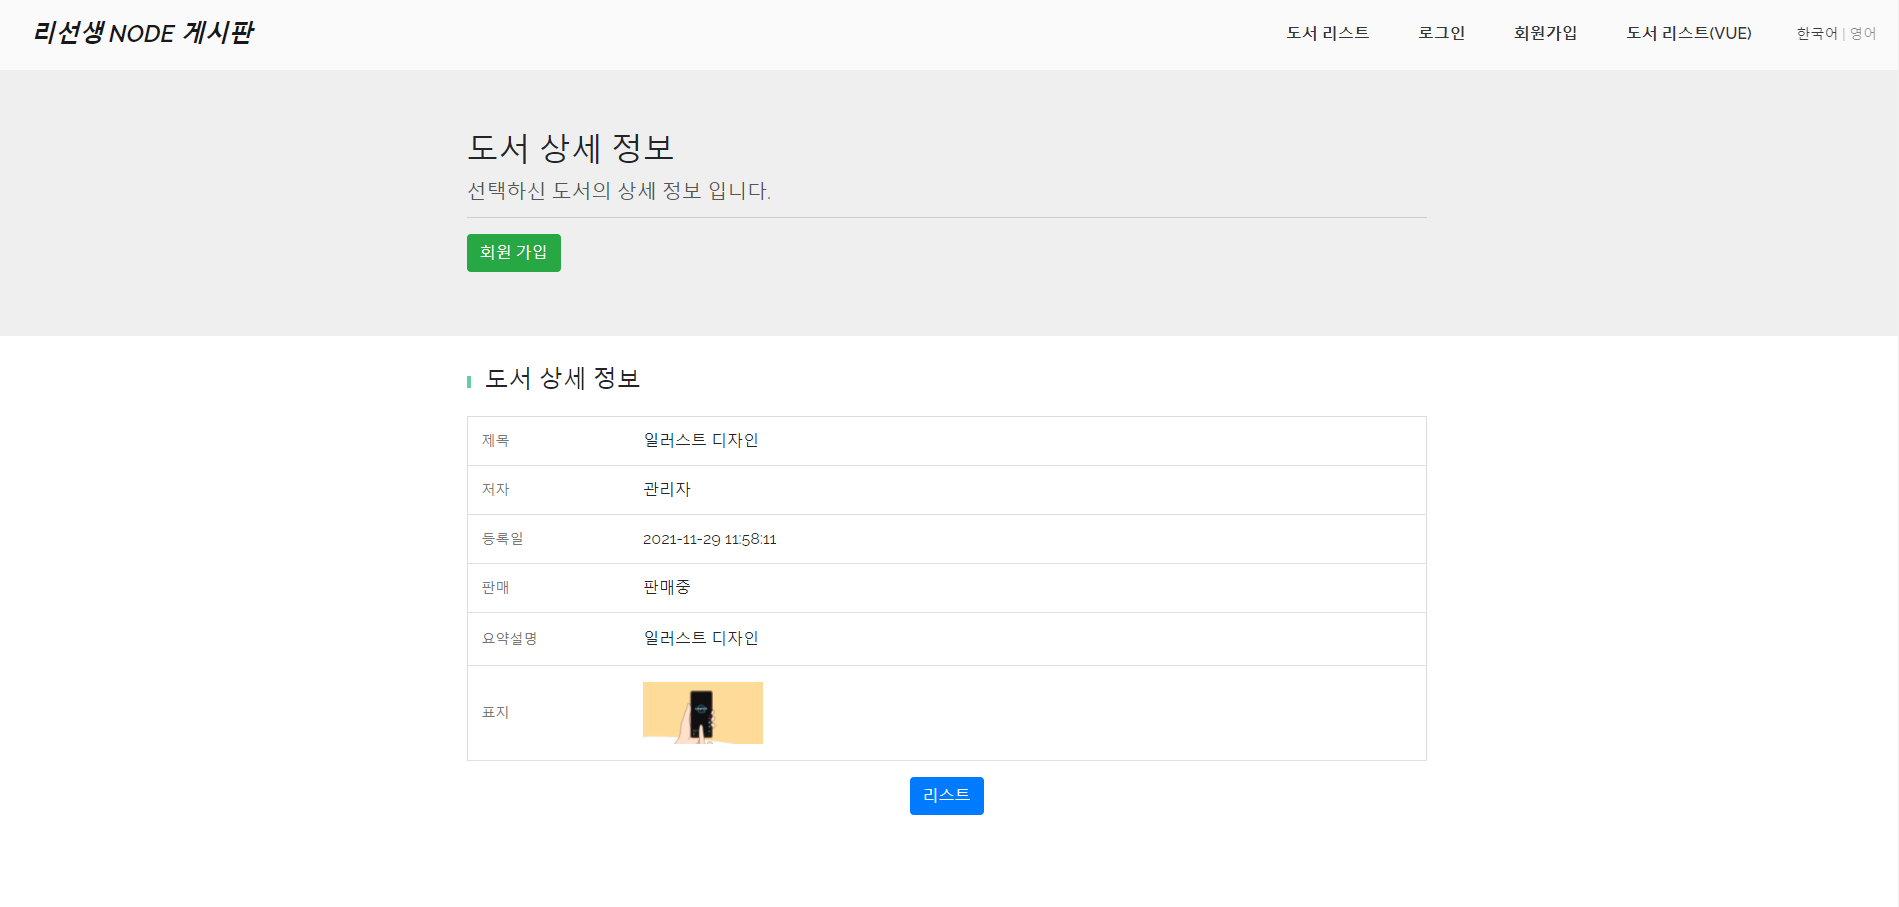 리선생 NODE 게시판
도서 리스트 로그인 회원가입 도서 리스트(VUE) 한국어 | 영어
도서 상세 정보
선택하신 도서의 상세 정보 입니다.
회원 가입
도서 상세 정보
제목 일러스트 디자인
저자 관리자
등록일 2021-11-29 11:58:11
판매 판매중
요약설명 일러스트 디자인
표지
리스트